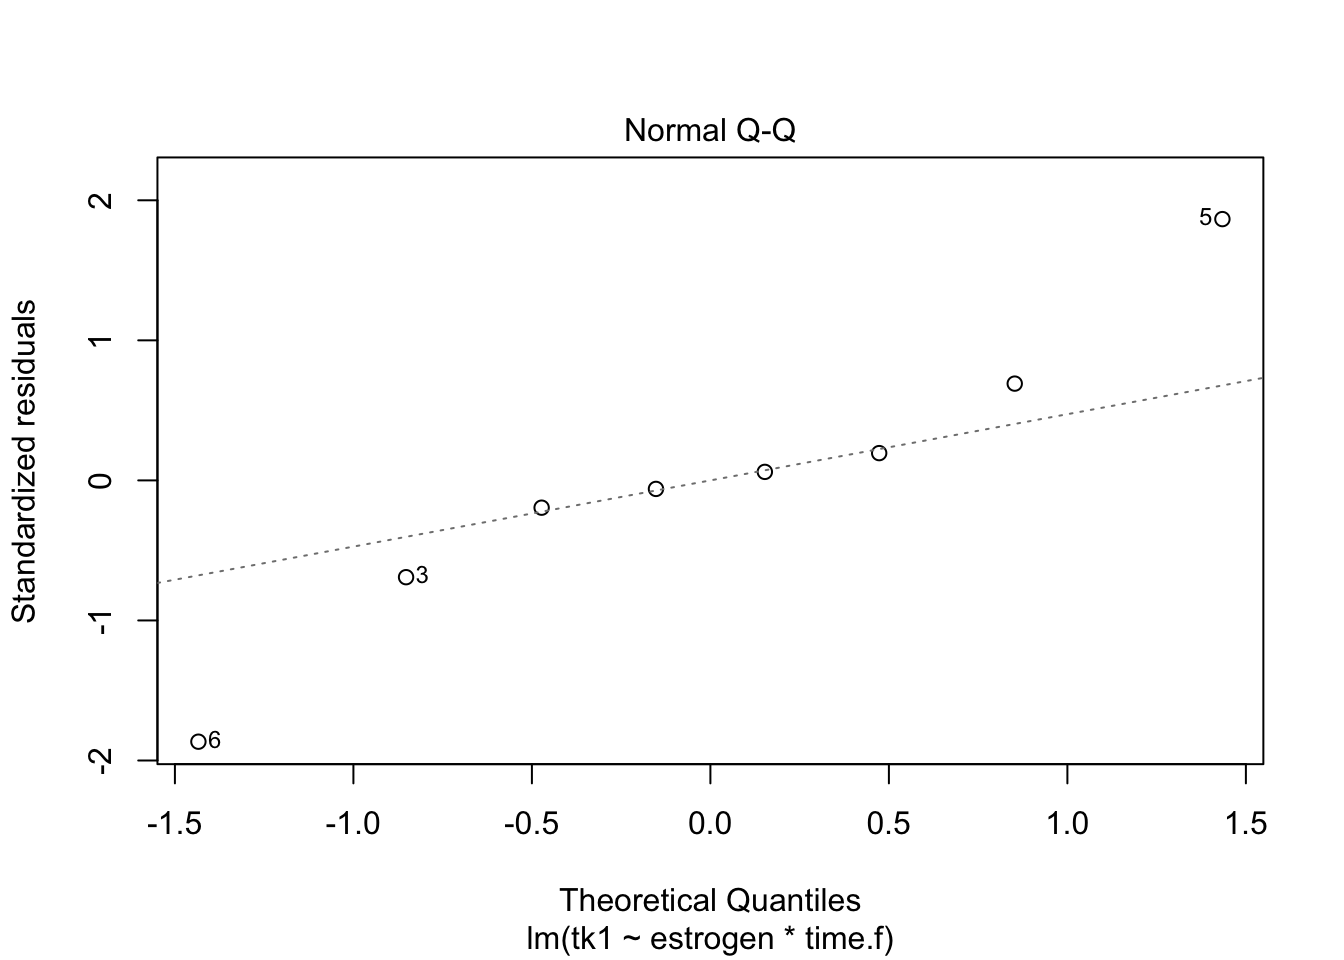 Normal Q-Q
Standardized residuals
2
1
0
-1
-2
5
3
6
-1.5 -1.0 -0.5 0.0 0.5 1.0 1.5
Theoretical Quantiles
lm(tk1 ~ estrogen * time.f)